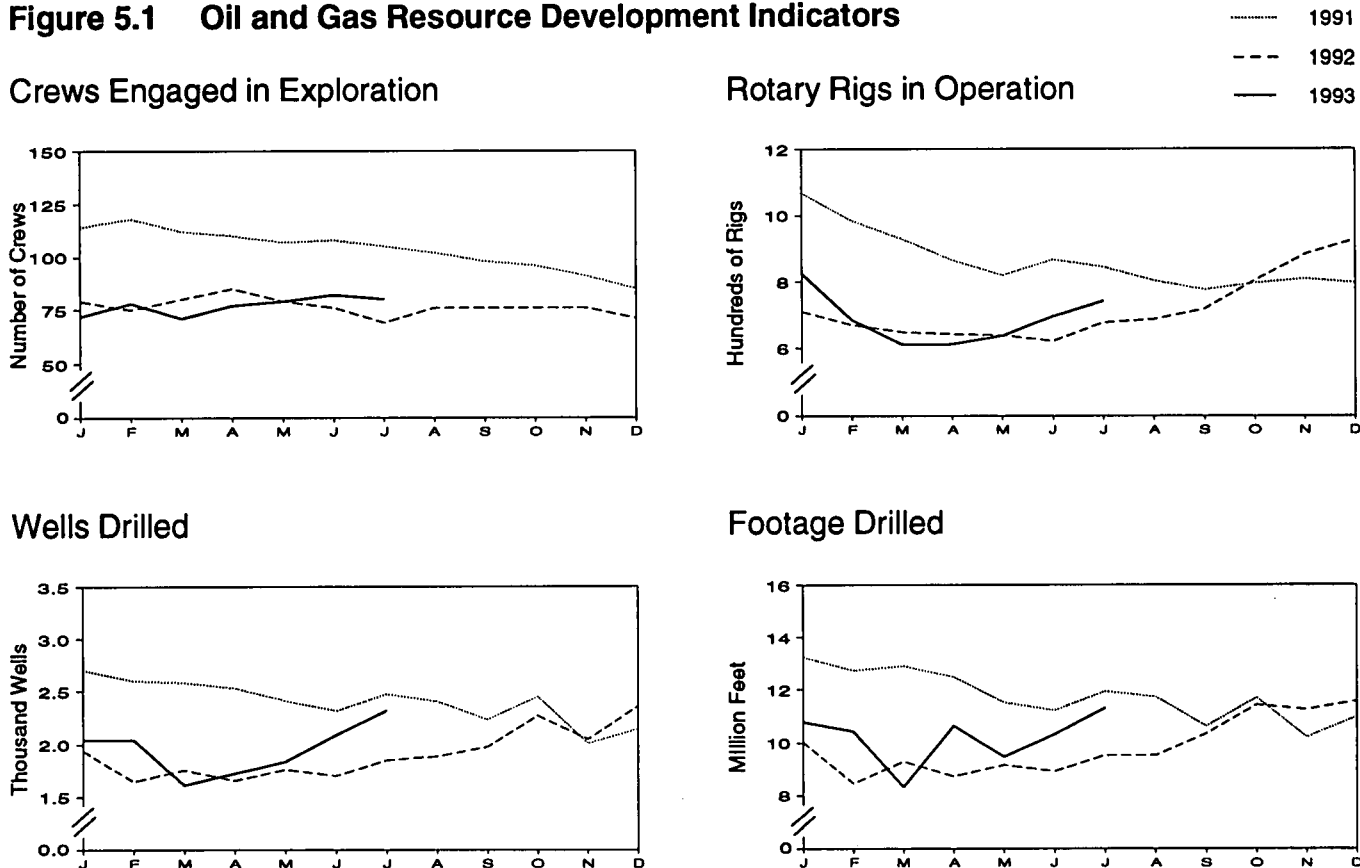 Figure 5.1 Oil and Gas Resource Development Indicators
1991
1992
1993
Crews Engaged in Exploration
150
125
100
75
50
0
Number of Crews
J F M A M J J A S O N D
Rotary Rigs in Operation
12
10
8
6
0
Hundreds of Rigs
J F M A M J J A S O N D
Wells Drilled
3.5
3.0
2.5
2.0
1.5
0.0
Thousand Wells
J F M A M J J A S O N D
Footage Drilled
16
14
12
10
8
0
Million Feet
J F M A M J J A S O N D